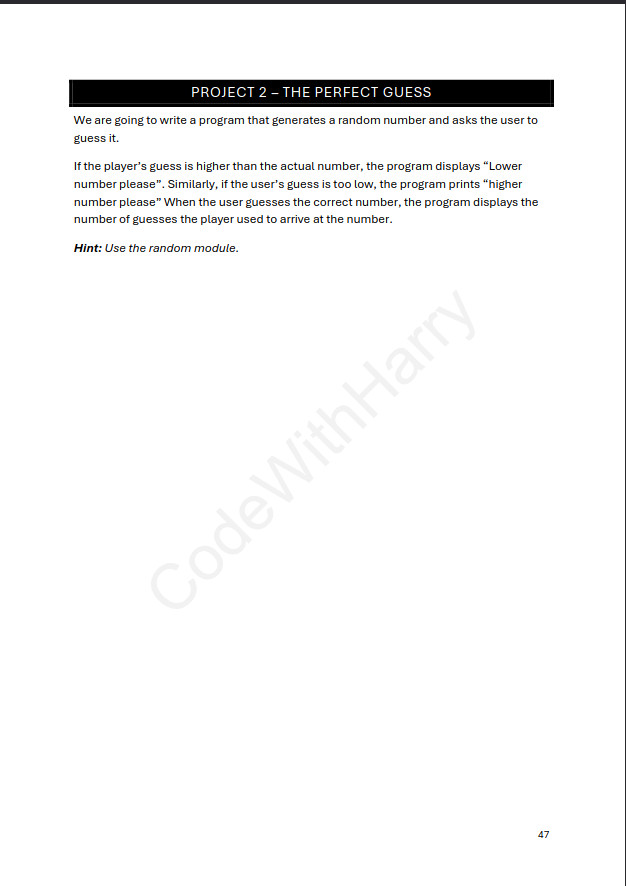 PROJECT 2 – THE PERFECT GUESS
We are going to write a program that generates a random number and asks the user to
guess it.
If the player’s guess is higher than the actual number, the program displays “Lower
number please”. Similarly, if the user’s guess is too low, the program prints “higher
number please” When the user guesses the correct number, the program displays the
number of guesses the player used to arrive at the number.
Hint: Use the random module.
CodeWithHarry
47